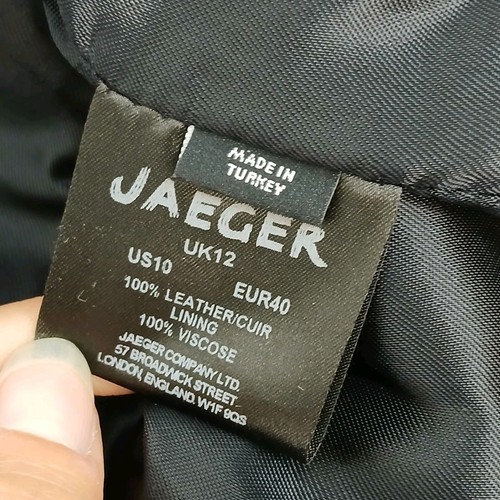 MADE IN
TURKEY
JAEGER
UK12
US10
EUR40
100% LEATHER/CUIR
LINING
100% VISCOSE
JAEGER COMPANY LTD.
57 BROADWICK STREET
LONDON, ENGLAND. W1F 9QS